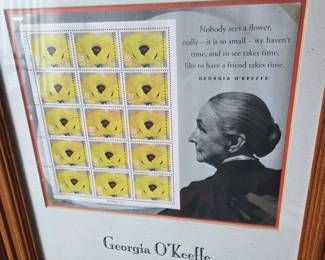 Nobody sees a flower,
really – it is so small – we haven't
time, and to see takes time,
like to have a friend takes time.
GEORGIA O'KEEFFE
Georgia O'Keeffe